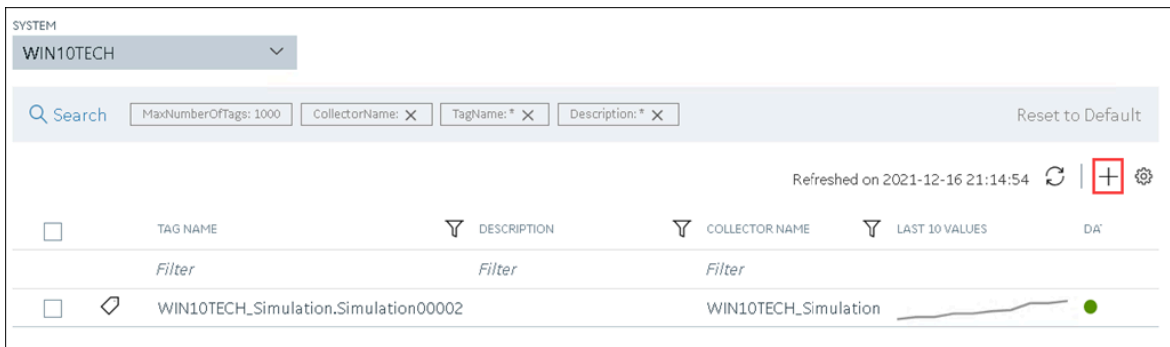 SYSTEM
WIN10TECH
Search MaxNumberOfTags: 1000 CollectorName: TagName: * Description: * Reset to Default
Refreshed on 2021-12-16 21:14:54
TAG NAME DESCRIPTION COLLECTOR NAME LAST 10 VALUES DA
Filter Filter Filter
WIN10TECH_Simulation.Simulation00002 WIN10TECH_Simulation